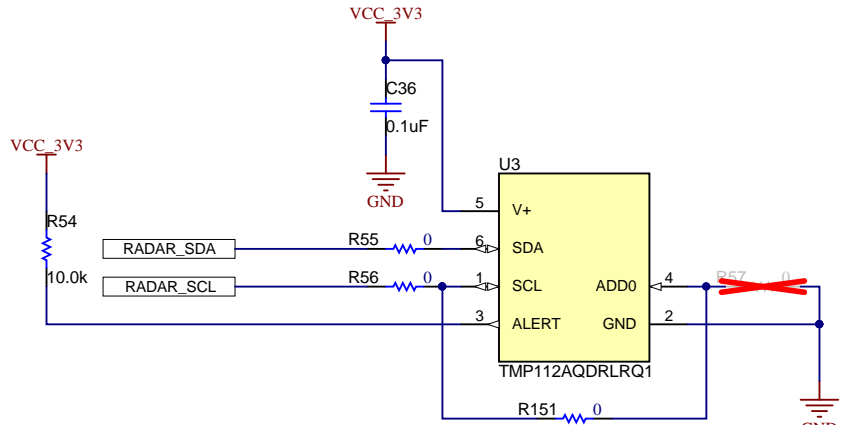 VCC_3V3
C36
0.1uF
GND
VCC_3V3
R54
10.0k
RADAR_SDA
RADAR_SCL
R55 0
R56 0
U3
5 V+
6 SDA
1 SCL
3 ALERT
ADD0 4
GND 2
TMP112AQDRLRQ1
R57 0
R151 0
GND